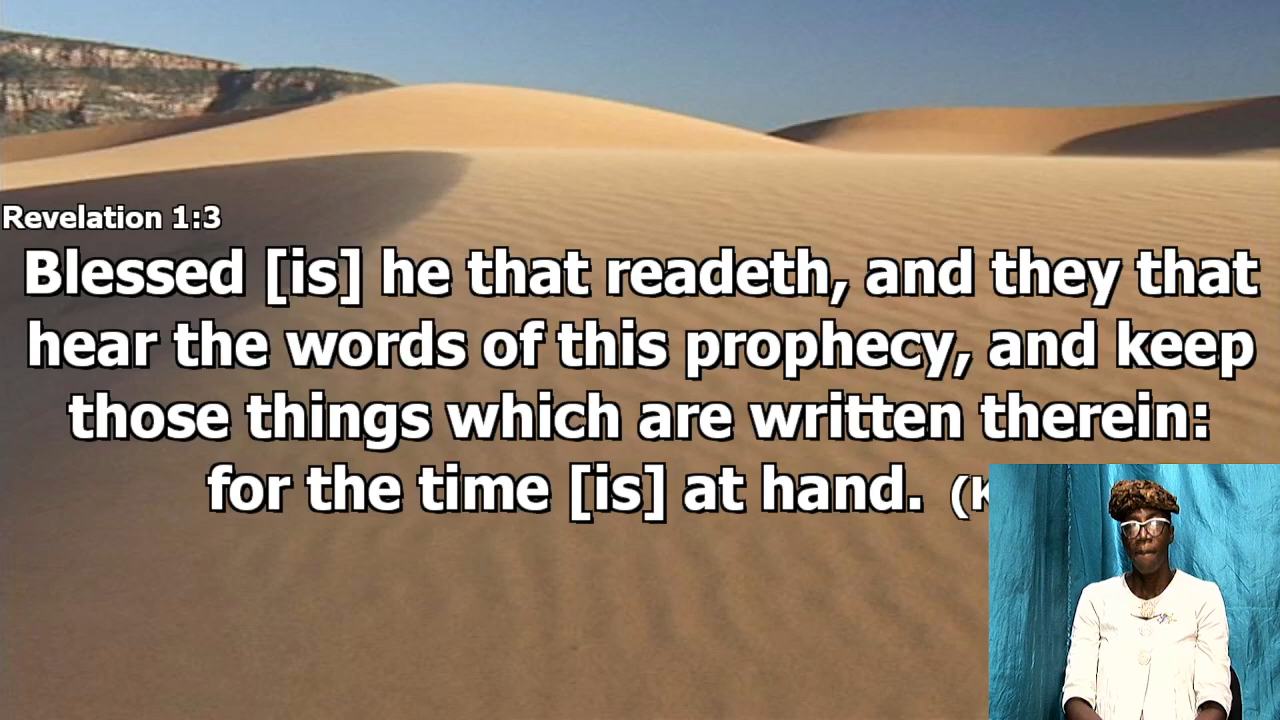 Revelation 1:3
Blessed [is] he that readeth, and they that
hear the words of this prophecy, and keep
those things which are written therein:
for the time [is] at hand.